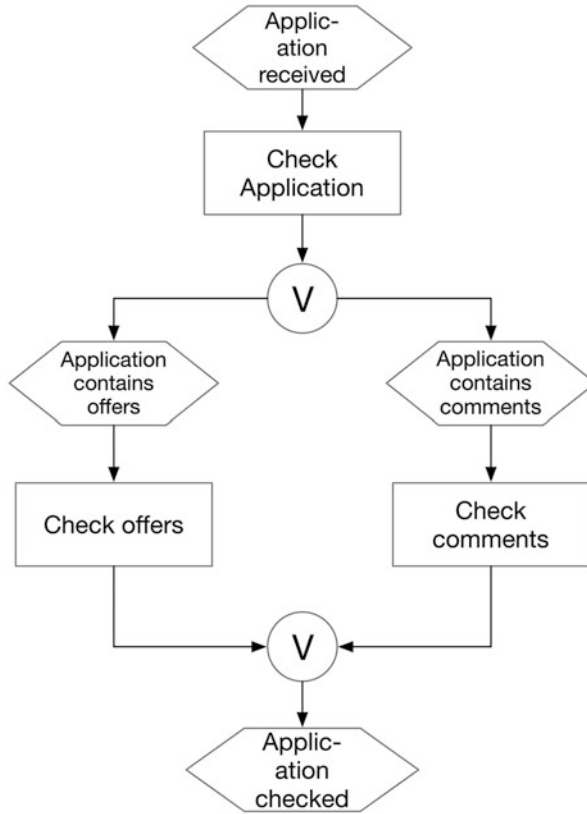 Applic-
ation
received
Check
Application
V
Application
contains
offers
Application
contains
comments
Check offers
Check
comments
V
Applic-
ation
checked